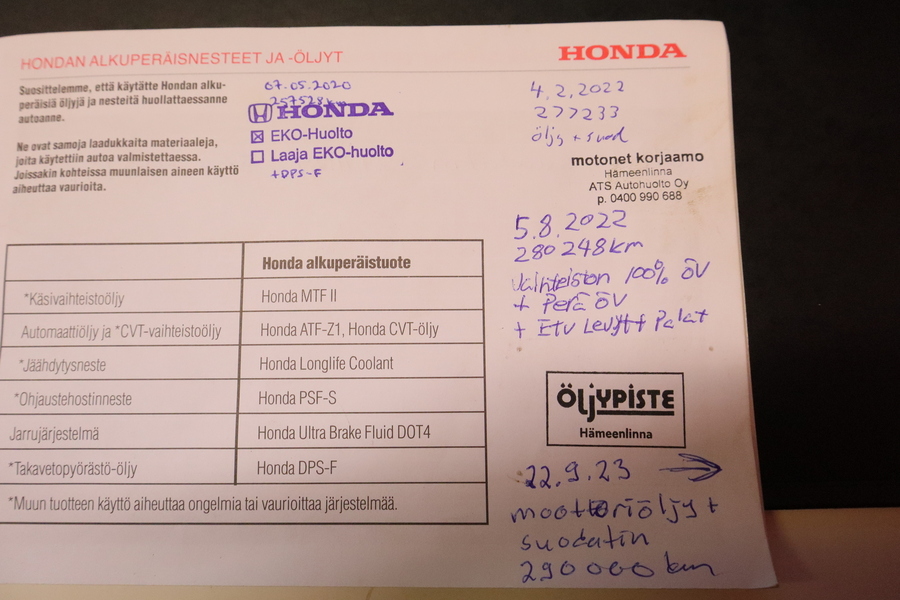 HONDAN ALKUPERÄISNESTEET JA -ÖLJYT
HONDA
Suosittelemme, että käytätte Hondan alku-
peräisiä öljyjä ja nesteitä huollattaessanne
autoanne.
Ne ovat samoja laadukkaita materiaaleja,
joita käytettiin autoa valmistettaessa.
Joissakin kohteissa muunlaisen aineen käyttö
aiheuttaa vaurioita.
07.05.2020
257528km
HONDA
EKO-Huolto
Laaja EKO-huolto
+DPS-F
4.2.2022
277233
öljy + suod
motonet korjaamo
Hämeenlinna
ATS Autohuolto Oy
p. 0400 990 688
5.8.2022
280248km
Vaihteiston 100% ÖV
+ Perä ÖV
+ Etu Levyt + Palat
ÖLJYPISTE
Hämeenlinna
22.9.23 →
moottoriöljy +
suodatin
290000 km
Honda alkuperäistuote
*Käsivaihteistoöljy Honda MTF II
Automaattiöljy ja *CVT-vaihteistoöljy Honda ATF-Z1, Honda CVT-öljy
*Jäähdytysneste Honda Longlife Coolant
*Ohjaustehostinneste Honda PSF-S
Jarrujärjestelmä Honda Ultra Brake Fluid DOT4
*Takavetopyörästö-öljy Honda DPS-F
*Muun tuotteen käyttö aiheuttaa ongelmia tai vaurioittaa järjestelmää.